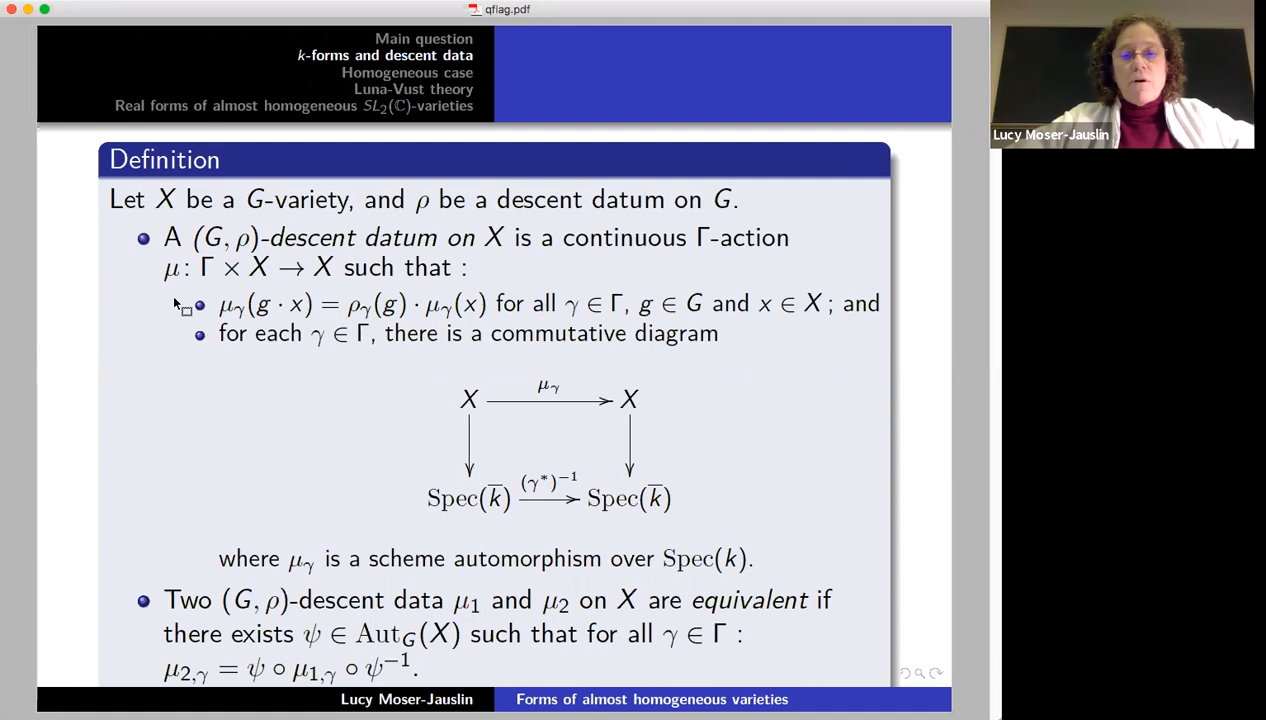 qflag.pdf
Main question
k-forms and descent data
Homogeneous case
Luna-Vust theory
Real forms of almost homogeneous SL₂(ℂ)-varieties
Lucy Moser-Jauslin
Definition
Let X be a G-variety, and ρ be a descent datum on G.
A (G, ρ)-descent datum on X is a continuous Γ-action
μ: Γ × X → X such that :
μ_γ(g · x) = ρ_γ(g) · μ_γ(x) for all γ ∈ Γ, g ∈ G and x ∈ X ; and
for each γ ∈ Γ, there is a commutative diagram
μ_γ
X X
(γ*)⁻¹
Spec(k̅) Spec(k̅)
where μ_γ is a scheme automorphism over Spec(k).
Two (G, ρ)-descent data μ₁ and μ₂ on X are equivalent if
there exists ψ ∈ Aut_G(X) such that for all γ ∈ Γ :
μ_{2,γ} = ψ ∘ μ_{1,γ} ∘ ψ⁻¹.
Lucy Moser-Jauslin Forms of almost homogeneous varieties